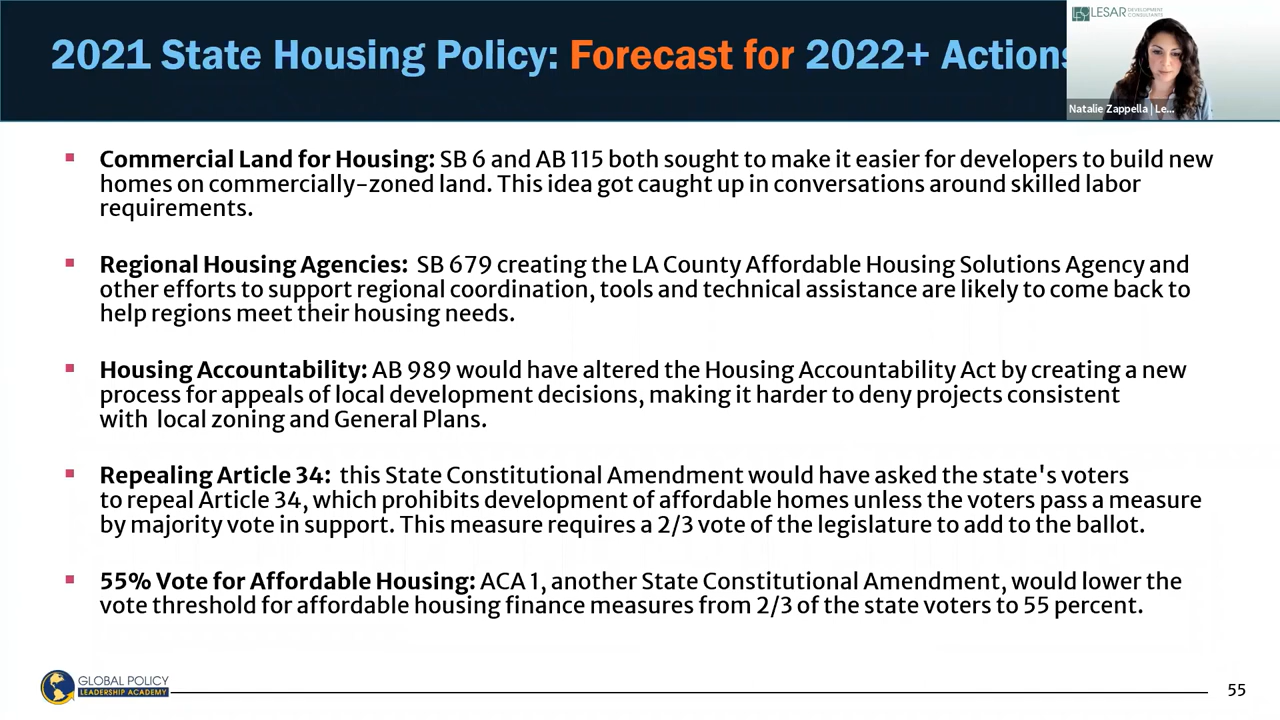 2021 State Housing Policy: Forecast for 2022+ Actions
LESAR DEVELOPMENT
CONSULTANTS
Natalie Zappella | Le...
▪ Commercial Land for Housing: SB 6 and AB 115 both sought to make it easier for developers to build new
homes on commercially-zoned land. This idea got caught up in conversations around skilled labor
requirements.
▪ Regional Housing Agencies: SB 679 creating the LA County Affordable Housing Solutions Agency and
other efforts to support regional coordination, tools and technical assistance are likely to come back to
help regions meet their housing needs.
▪ Housing Accountability: AB 989 would have altered the Housing Accountability Act by creating a new
process for appeals of local development decisions, making it harder to deny projects consistent
with local zoning and General Plans.
▪ Repealing Article 34: this State Constitutional Amendment would have asked the state's voters
to repeal Article 34, which prohibits development of affordable homes unless the voters pass a measure
by majority vote in support. This measure requires a 2/3 vote of the legislature to add to the ballot.
▪ 55% Vote for Affordable Housing: ACA 1, another State Constitutional Amendment, would lower the
vote threshold for affordable housing finance measures from 2/3 of the state voters to 55 percent.
GLOBAL POLICY
LEADERSHIP ACADEMY
55